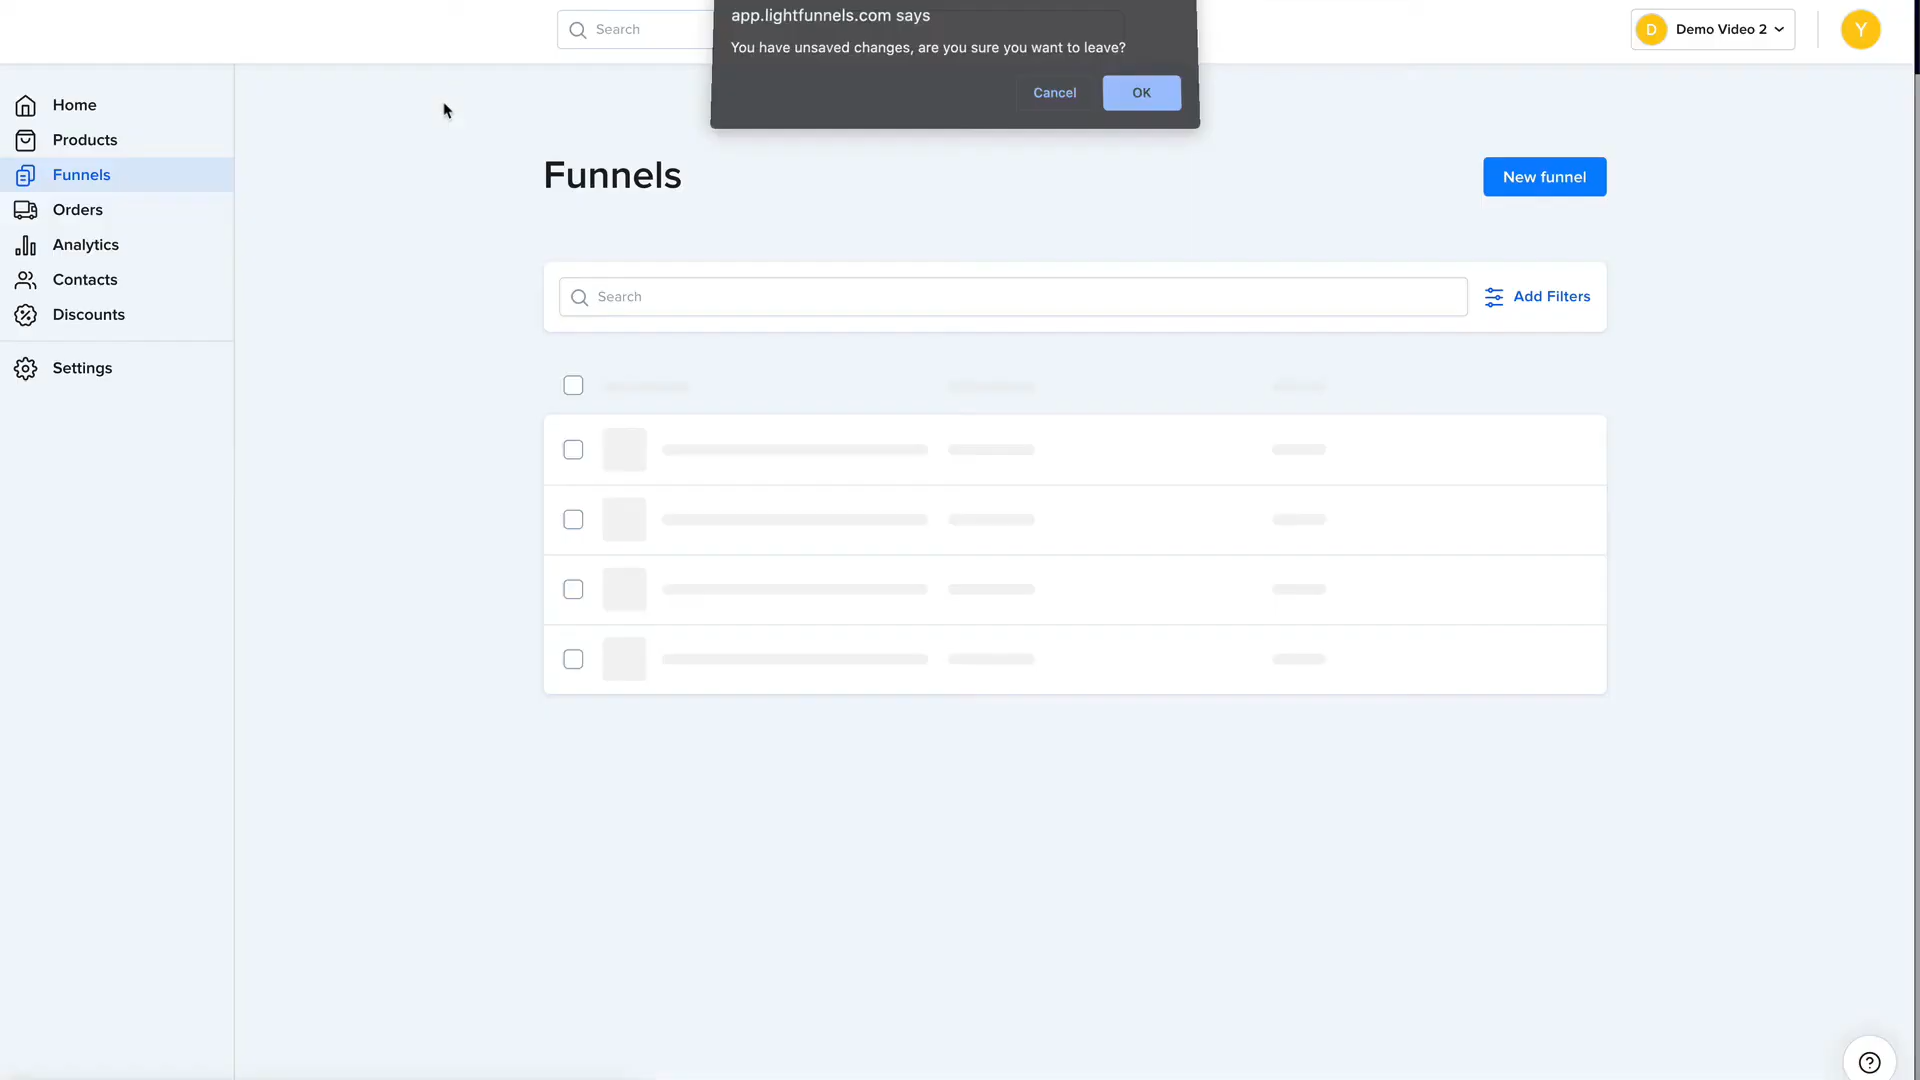 Search
app.lightfunnels.com says
You have unsaved changes, are you sure you want to leave?
Cancel
OK
D
Demo Video 2
Y
Home
Products
Funnels
Orders
Analytics
Contacts
Discounts
Settings
Funnels
New funnel
Search
Add Filters